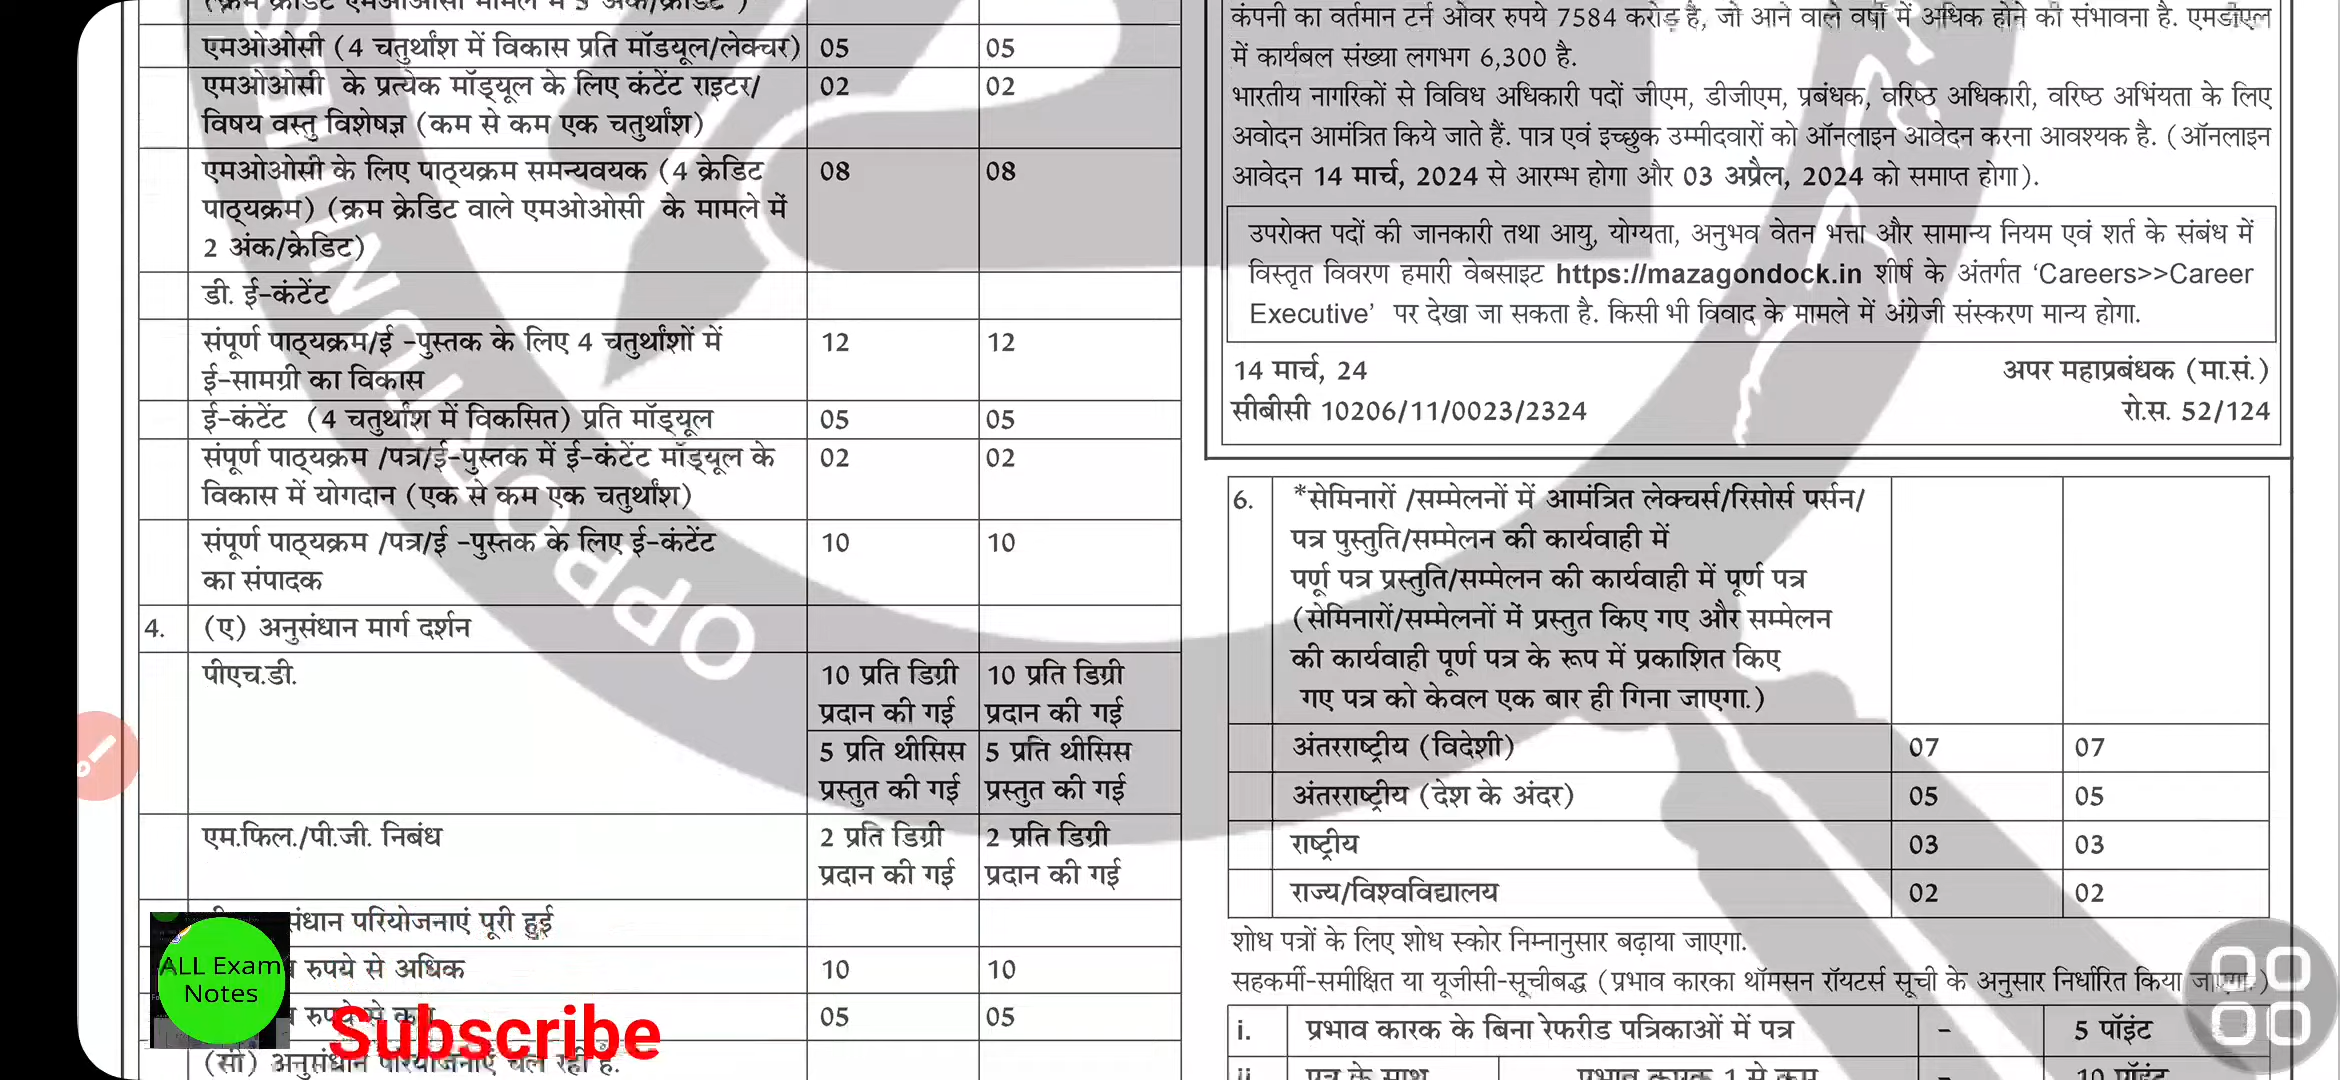 एमओओसी (4 चतुर्थांश में विकास प्रति मॉडयूल/लेक्चर) 05 05
एमओओसी के प्रत्येक मॉड्यूल के लिए कंटेंट राइटर/ 02 02
विषय वस्तु विशेषज्ञ (कम से कम एक चतुर्थांश)
एमओओसी के लिए पाठ्यक्रम समन्यवयक (4 क्रेडिट 08 08
पाठ्यक्रम) (क्रम क्रेडिट वाले एमओओसी के मामले में
2 अंक/क्रेडिट)
डी. ई-कंटेंट
संपूर्ण पाठ्यक्रम/ई -पुस्तक के लिए 4 चतुर्थांशों में 12 12
ई-सामग्री का विकास
ई-कंटेंट (4 चतुर्थांश में विकसित) प्रति मॉड्यूल 05 05
संपूर्ण पाठ्यक्रम /पत्र/ई-पुस्तक में ई-कंटेंट मॉड्यूल के 02 02
विकास में योगदान (एक से कम एक चतुर्थांश)
संपूर्ण पाठ्यक्रम /पत्र/ई -पुस्तक के लिए ई-कंटेंट 10 10
का संपादक
4. (ए) अनुसंधान मार्ग दर्शन
पीएच.डी. 10 प्रति डिग्री 10 प्रति डिग्री
प्रदान की गई प्रदान की गई
5 प्रति थीसिस 5 प्रति थीसिस
प्रस्तुत की गई प्रस्तुत की गई
एम.फिल./पी.जी. निबंध 2 प्रति डिग्री 2 प्रति डिग्री
प्रदान की गई प्रदान की गई
परियोजनाएं पूरी हुई
रुपये से अधिक 10 10
05 05
(सी) अनुसंधान परियोजनाएं चल रही है.
ALL Exam
Notes
Subscribe
OPPORTUNITIES
कंपनी का वर्तमान टर्न ओवर रुपये 7584 करोड़ है, जो आने वाले वर्षों में अधिक होने की संभावना है. एमडीएल
में कार्यबल संख्या लगभग 6,300 है.
भारतीय नागरिकों से विविध अधिकारी पदों जीएम, डीजीएम, प्रबंधक, वरिष्ठ अधिकारी, वरिष्ठ अभिंयता के लिए
अवोदन आमंत्रित किये जाते हैं. पात्र एवं इच्छुक उम्मीदवारों को ऑनलाइन आवेदन करना आवश्यक है. (ऑनलाइन
आवेदन 14 मार्च, 2024 से आरम्भ होगा और 03 अप्रैल, 2024 को समाप्त होगा).
उपरोक्त पदों की जानकारी तथा आयु, योग्यता, अनुभव वेतन भत्ता और सामान्य नियम एवं शर्त के संबंध में
विस्तृत विवरण हमारी वेबसाइट https://mazagondock.in शीर्ष के अंतर्गत ‘Careers>>Career
Executive’ पर देखा जा सकता है. किसी भी विवाद के मामले में अंग्रेजी संस्करण मान्य होगा.
14 मार्च, 24 अपर महाप्रबंधक (मा.सं.)
सीबीसी 10206/11/0023/2324 रो.स. 52/124
6. *सेमिनारों /सम्मेलनों में आमंत्रित लेक्चर्स/रिसोर्स पर्सन/
पत्र पुस्तुति/सम्मेलन की कार्यवाही में
पर्ण पत्र प्रस्तुति/सम्मेलन की कार्यवाही में पूर्ण पत्र
(सेमिनारों/सम्मेलनों में प्रस्तुत किए गए और सम्मेलन
की कार्यवाही पूर्ण पत्र के रूप में प्रकाशित किए
गए पत्र को केवल एक बार ही गिना जाएगा.)
अंतरराष्ट्रीय (विदेशी) 07 07
अंतरराष्ट्रीय (देश के अंदर) 05 05
राष्ट्रीय 03 03
राज्य/विश्वविद्यालय 02 02
शोध पत्रों के लिए शोध स्कोर निम्नानुसार बढ़ाया जाएगा.
सहकर्मी-समीक्षित या यूजीसी-सूचीबद्ध (प्रभाव कारका थॉमसन रॉयटर्स सूची के अनुसार निर्धारित किया
i. प्रभाव कारक के बिना रेफरीड पत्रिकाओं में पत्र - 5 पॉइंट